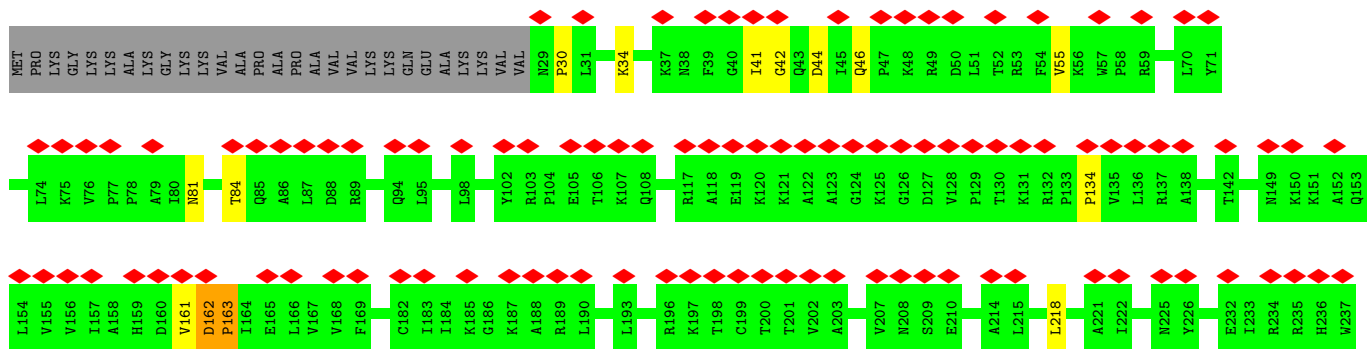 MET PRO LYS GLY LYS LYS ALA LYS GLY LYS LYS VAL ALA PRO ALA PRO ALA VAL VAL LYS LYS GLN GLU ALA LYS LYS VAL VAL N29 P30 L31 K34 K37 N38 F39 G40 I41 G42 Q43 D44 I45 Q46 P47 K48 R49 D50 L51 T52 R53 F54 V55 K56 W57 P58 R59 L70 Y71
L74 K75 V76 P77 P78 A79 I80 N81 T84 Q85 A86 L87 D88 R89 Q94 L95 L98 Y102 R103 P104 E105 T106 K107 Q108 R117 A118 E119 K120 K121 A122 A123 G124 K125 G126 D127 V128 P129 T130 K131 R132 P133 P134 V135 L136 R137 A138 T142 N149 K150 K151 A152 Q153
L154 V155 V156 I157 A158 H159 D160 V161 D162 P163 I164 E165 L166 V167 V168 F169 C182 I183 I184 K185 G186 K187 A188 R189 L190 L193 R196 K197 T198 C199 T200 T201 V202 A203 V207 N208 S209 E210 A214 L215 L218 A221 I222 N225 Y226 E232 I233 R234 R235 H236 W237